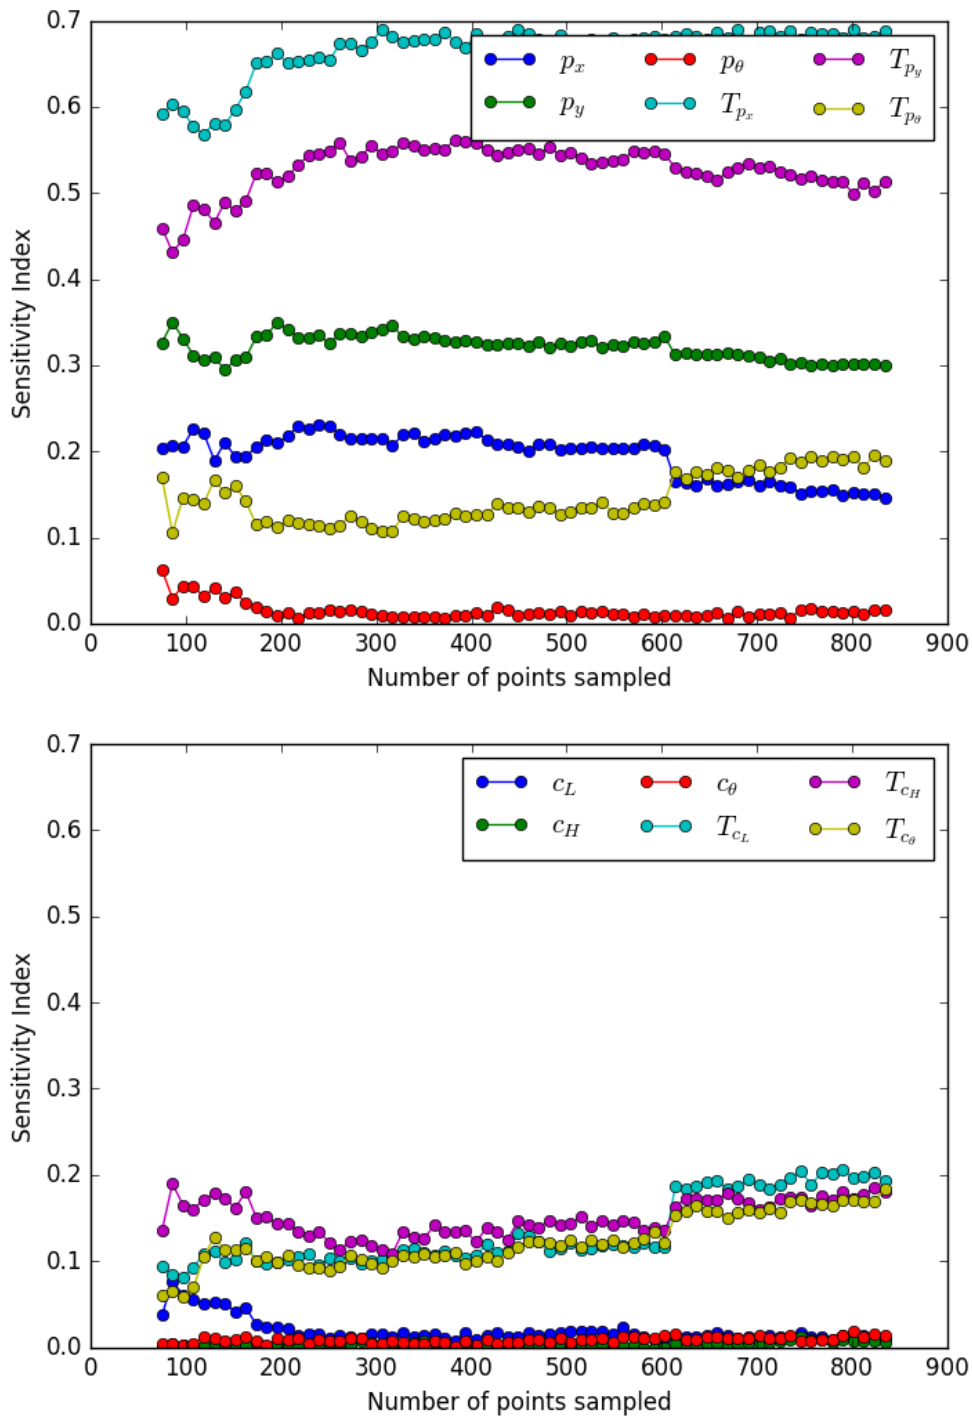 0.7
0.6
0.5
0.4
0.3
0.2
0.1
0.0
Sensitivity Index
p_x p_θ T_{p_y}
p_y T_{p_x} T_{p_θ}
0 100 200 300 400 500 600 700 800 900
Number of points sampled
0.7
0.6
0.5
0.4
0.3
0.2
0.1
0.0
Sensitivity Index
c_L c_θ T_{c_H}
c_H T_{c_L} T_{c_θ}
0 100 200 300 400 500 600 700 800 900
Number of points sampled